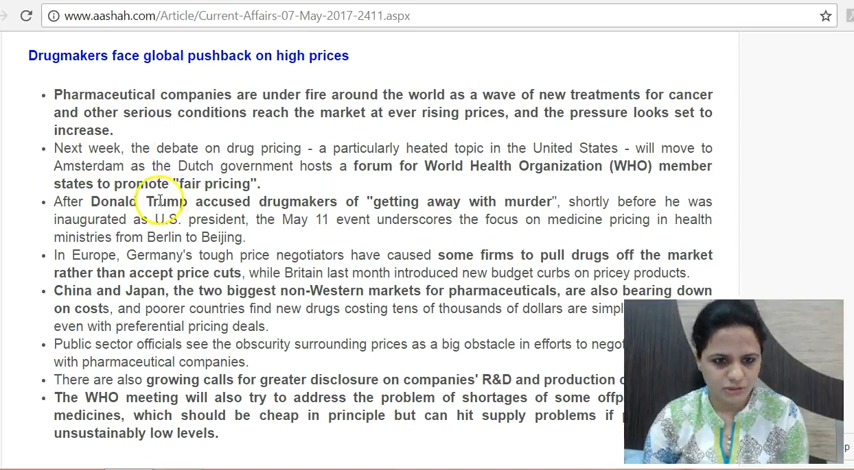 www.aashah.com/Article/Current-Affairs-07-May-2017-2411.aspx
Drugmakers face global pushback on high prices
• Pharmaceutical companies are under fire around the world as a wave of new treatments for cancer
and other serious conditions reach the market at ever rising prices, and the pressure looks set to
increase.
• Next week, the debate on drug pricing - a particularly heated topic in the United States - will move to
Amsterdam as the Dutch government hosts a forum for World Health Organization (WHO) member
states to promote "fair pricing".
• After Donald Trump accused drugmakers of "getting away with murder", shortly before he was
inaugurated as U.S. president, the May 11 event underscores the focus on medicine pricing in health
ministries from Berlin to Beijing.
• In Europe, Germany's tough price negotiators have caused some firms to pull drugs off the market
rather than accept price cuts, while Britain last month introduced new budget curbs on pricey products.
• China and Japan, the two biggest non-Western markets for pharmaceuticals, are also bearing down
on costs, and poorer countries find new drugs costing tens of thousands of dollars are
even with preferential pricing deals.
• Public sector officials see the obscurity surrounding prices as a big obstacle in efforts to
with pharmaceutical companies.
• There are also growing calls for greater disclosure on companies' R&D and production
• The WHO meeting will also try to address the problem of shortages of some
medicines, which should be cheap in principle but can hit supply problems if
unsustainably low levels.